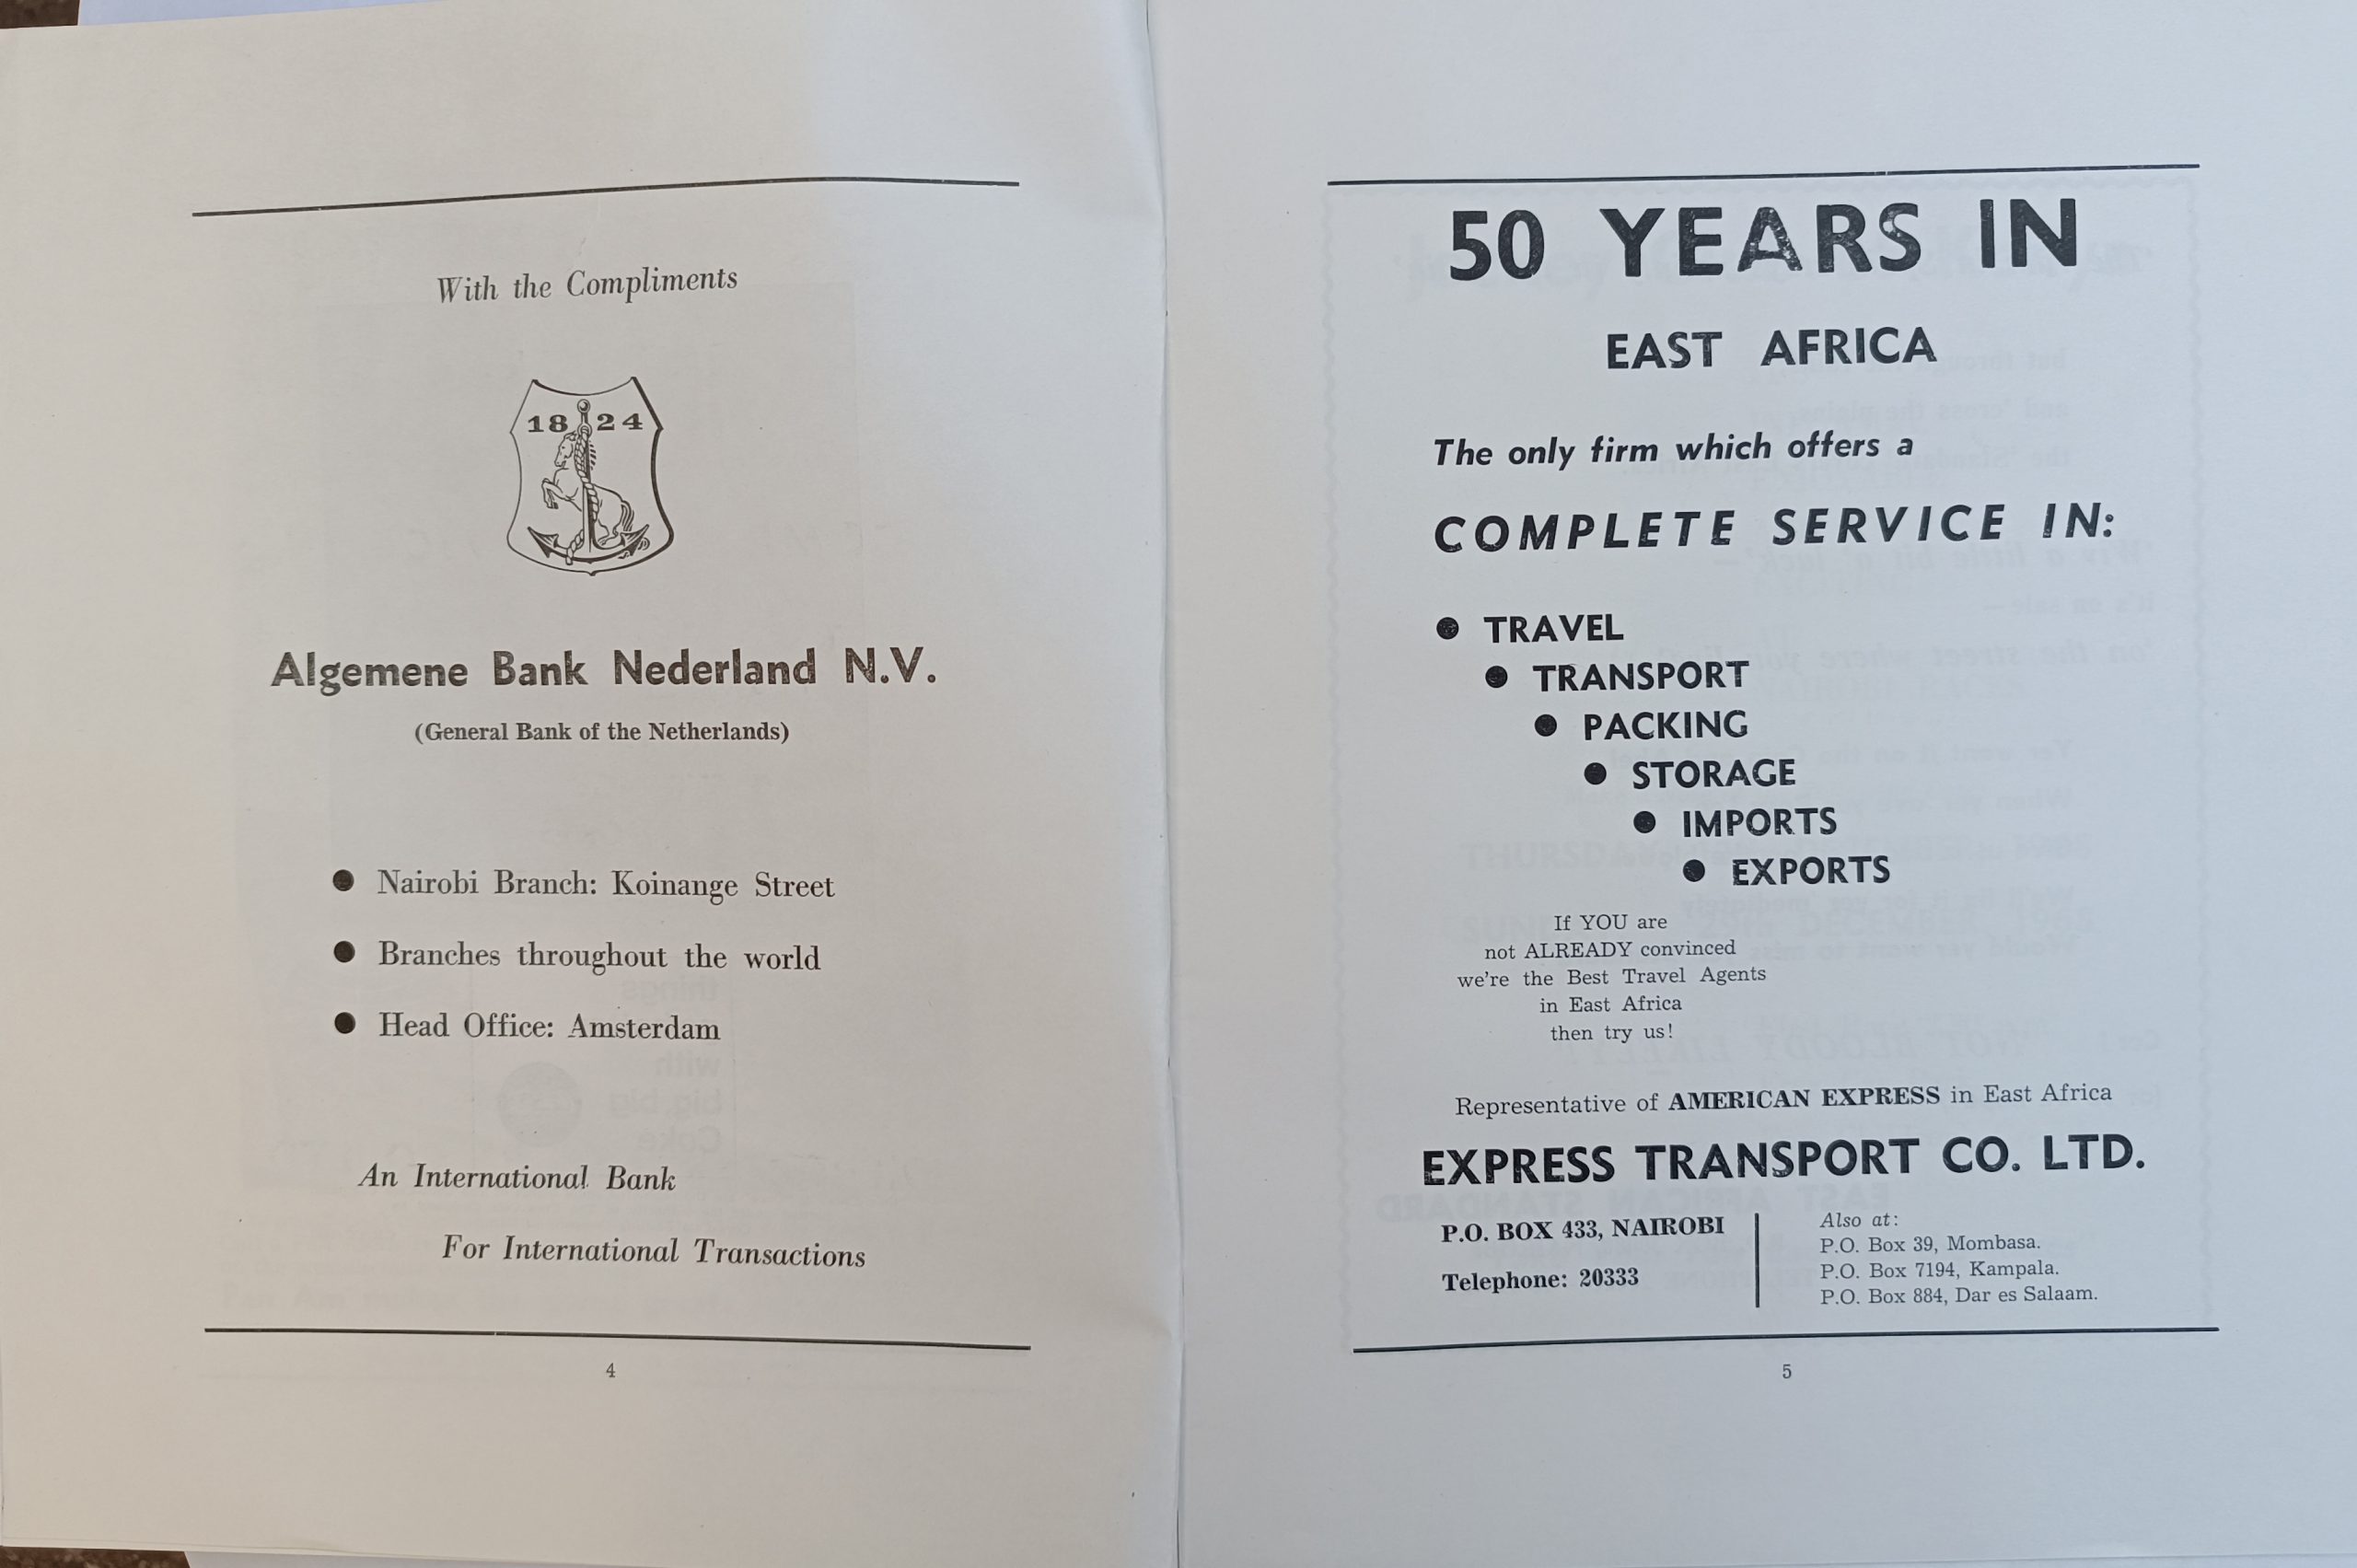 With the Compliments
1824
Algemene Bank Nederland N.V.
(General Bank of the Netherlands)
● Nairobi Branch: Koinange Street
● Branches throughout the world
● Head Office: Amsterdam
An International Bank
For International Transactions
4
50 YEARS IN
EAST AFRICA
The only firm which offers a
COMPLETE SERVICE IN:
● TRAVEL
● TRANSPORT
● PACKING
● STORAGE
● IMPORTS
● EXPORTS
If YOU are
not ALREADY convinced
we're the Best Travel Agents
in East Africa
then try us!
Representative of AMERICAN EXPRESS in East Africa
EXPRESS TRANSPORT CO. LTD.
P.O. BOX 433, NAIROBI
Telephone: 20333
Also at:
P.O. Box 39, Mombasa.
P.O. Box 7194, Kampala.
P.O. Box 884, Dar es Salaam.
5